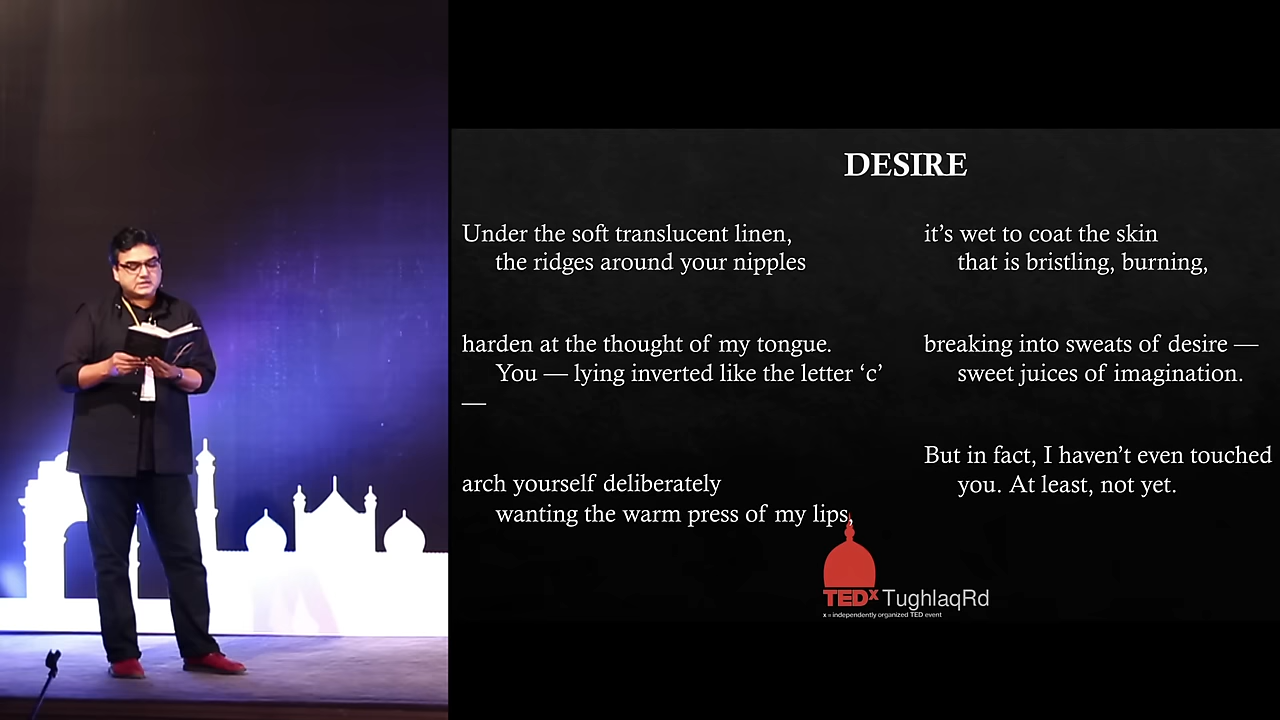 DESIRE
Under the soft translucent linen,
the ridges around your nipples
harden at the thought of my tongue.
You — lying inverted like the letter ‘c’
—
arch yourself deliberately
wanting the warm press of my lips,
it’s wet to coat the skin
that is bristling, burning,
breaking into sweats of desire —
sweet juices of imagination.
But in fact, I haven’t even touched
you. At least, not yet.
TEDx TughlaqRd
x = independently organized TED event